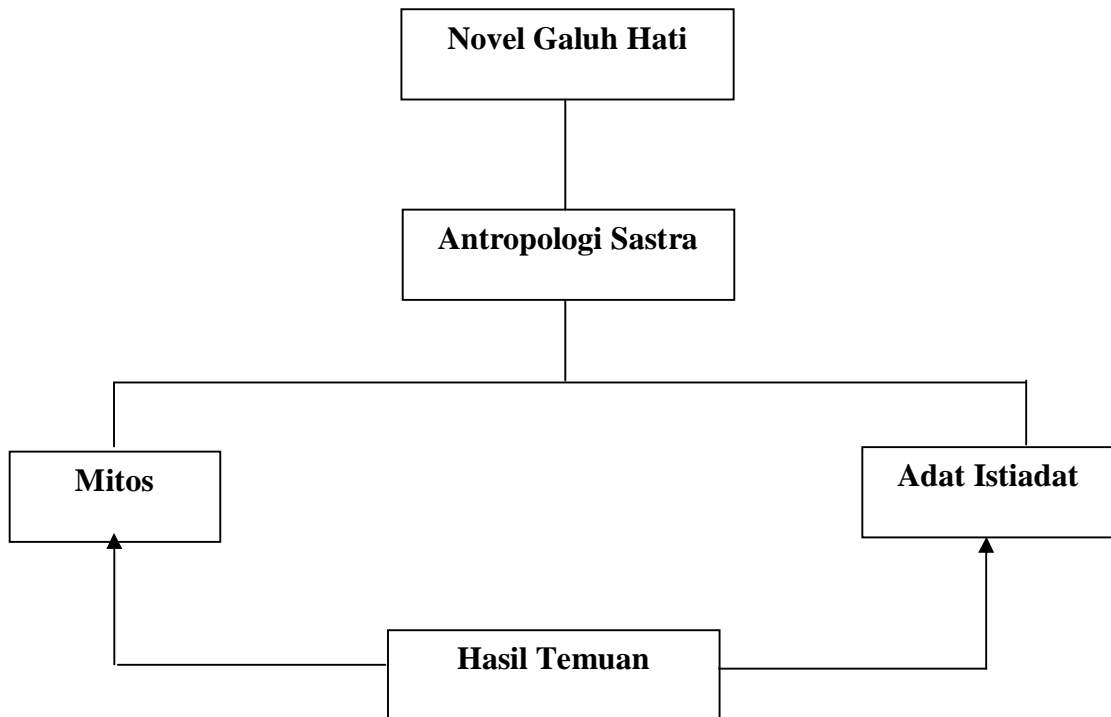 Novel Galuh Hati
Antropologi Sastra
Mitos
Adat Istiadat
Hasil Temuan